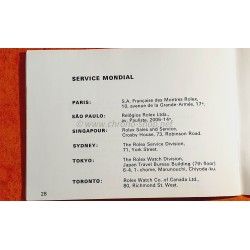 SERVICE MONDIAL
PARIS: S.A. Française des Montres Rolex,
10, avenue de la Grande-Armée, 17e.
SÃO PAULO: Relógios Rolex Ltda.,
av. Paulista, 2006-14º.
SINGAPOUR: Rolex Sales and Service,
Crosby House, 73, Robinson Road.
SYDNEY: The Rolex Service Division,
71, York Street.
TOKYO: The Rolex Watch Division,
Japan Travel Bureau Building (7th floor)
6-4, 1-chome, Marunouchi, Chiyoda-ku.
TORONTO: Rolex Watch Co. of Canada Ltd.,
80, Richmond St. West.
28